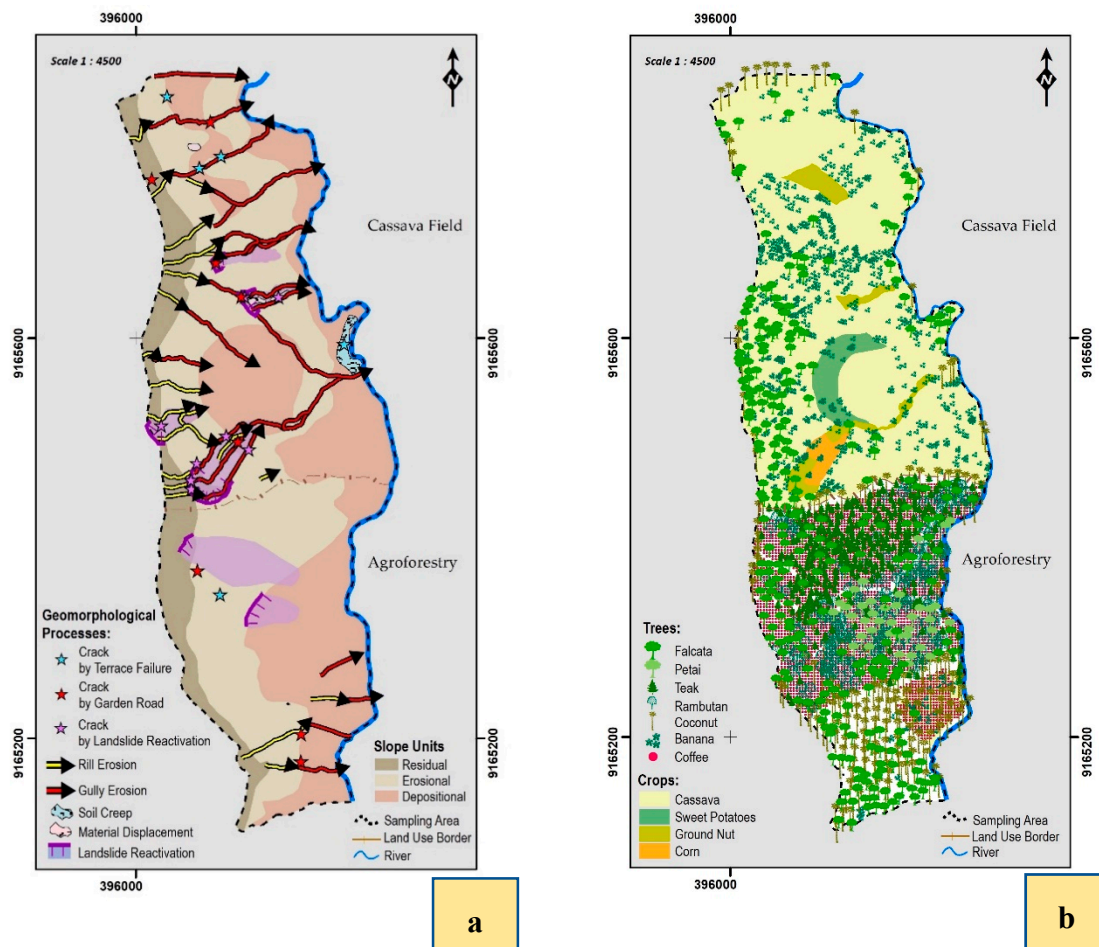 396000
Scale 1 : 4500
N
Cassava Field
9165600
9165600
Agroforestry
Geomorphological
Processes:
Crack
by Terrace Failure
Crack
by Garden Road
Crack
by Landslide Reactivation
Rill Erosion
Gully Erosion
Soil Creep
Material Displacement
Landslide Reactivation
9165200
9165200
Slope Units
Residual
Erosional
Depositional
Sampling Area
Land Use Border
River
396000
a
396000
Scale 1 : 4500
N
Cassava Field
9165600
9165600
Agroforestry
Trees:
Falcata
Petai
Teak
Rambutan
Coconut
Banana
Coffee
9165200
9165200
Crops:
Cassava
Sweet Potatoes
Ground Nut
Corn
Sampling Area
Land Use Border
River
396000
b